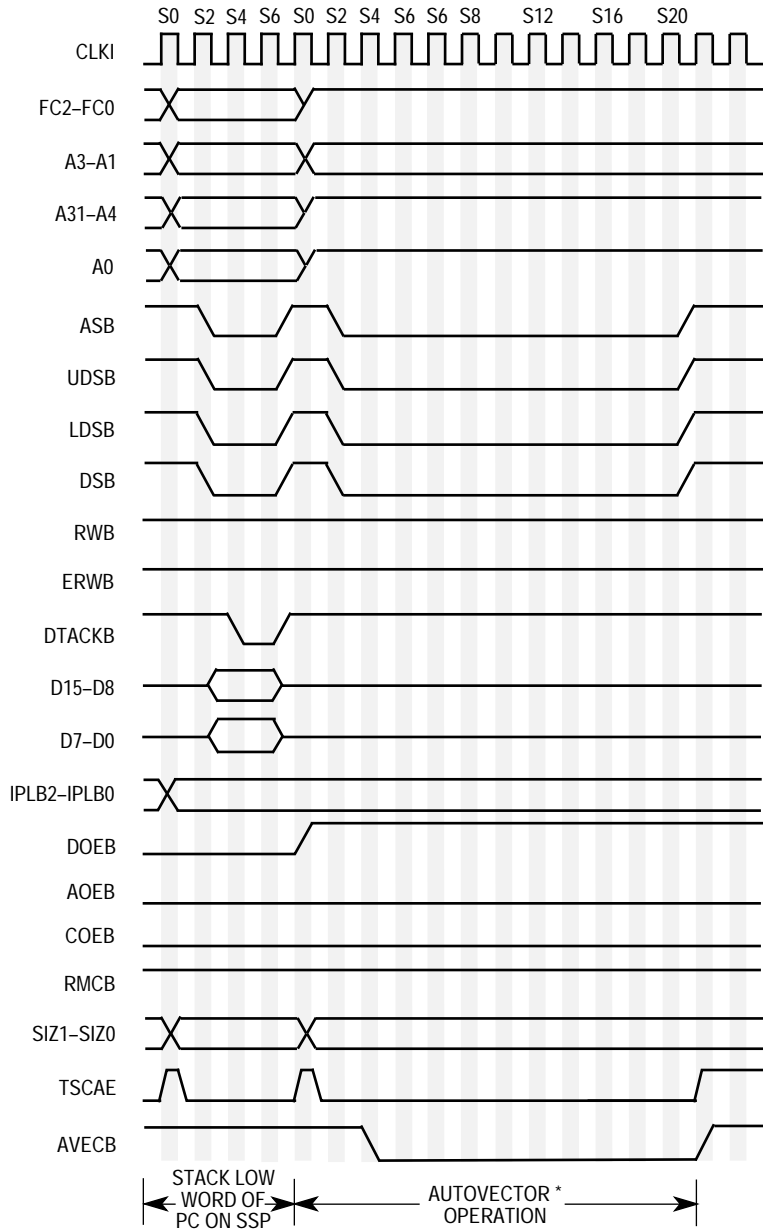 S0 S2 S4 S6 S0 S2 S4 S6 S6 S8 S12 S16 S20
CLKI
FC2–FC0
A3–A1
A31–A4
A0
ASB
UDSB
LDSB
DSB
RWB
ERWB
DTACKB
D15–D8
D7–D0
IPLB2–IPLB0
DOEB
AOEB
COEB
RMCB
SIZ1–SIZ0
TSCAE
AVECB
STACK LOW
WORD OF
PC ON SSP
AUTOVECTOR *
OPERATION